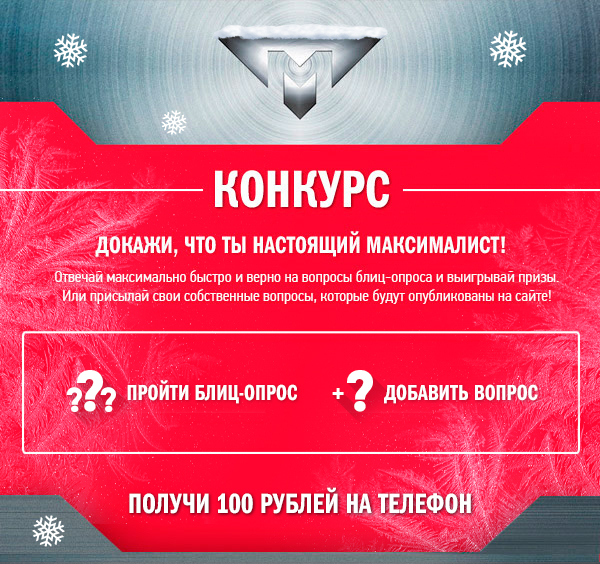 М
КОНКУРС
ДОКАЖИ, ЧТО ТЫ НАСТОЯЩИЙ МАКСИМАЛИСТ!
Отвечай максимально быстро и верно на вопросы блиц-опроса и выигрывай призы.
Или присылай свои собственные вопросы, которые будут опубликованы на сайте!
??? ПРОЙТИ БЛИЦ-ОПРОС +? ДОБАВИТЬ ВОПРОС
ПОЛУЧИ 100 РУБЛЕЙ НА ТЕЛЕФОН